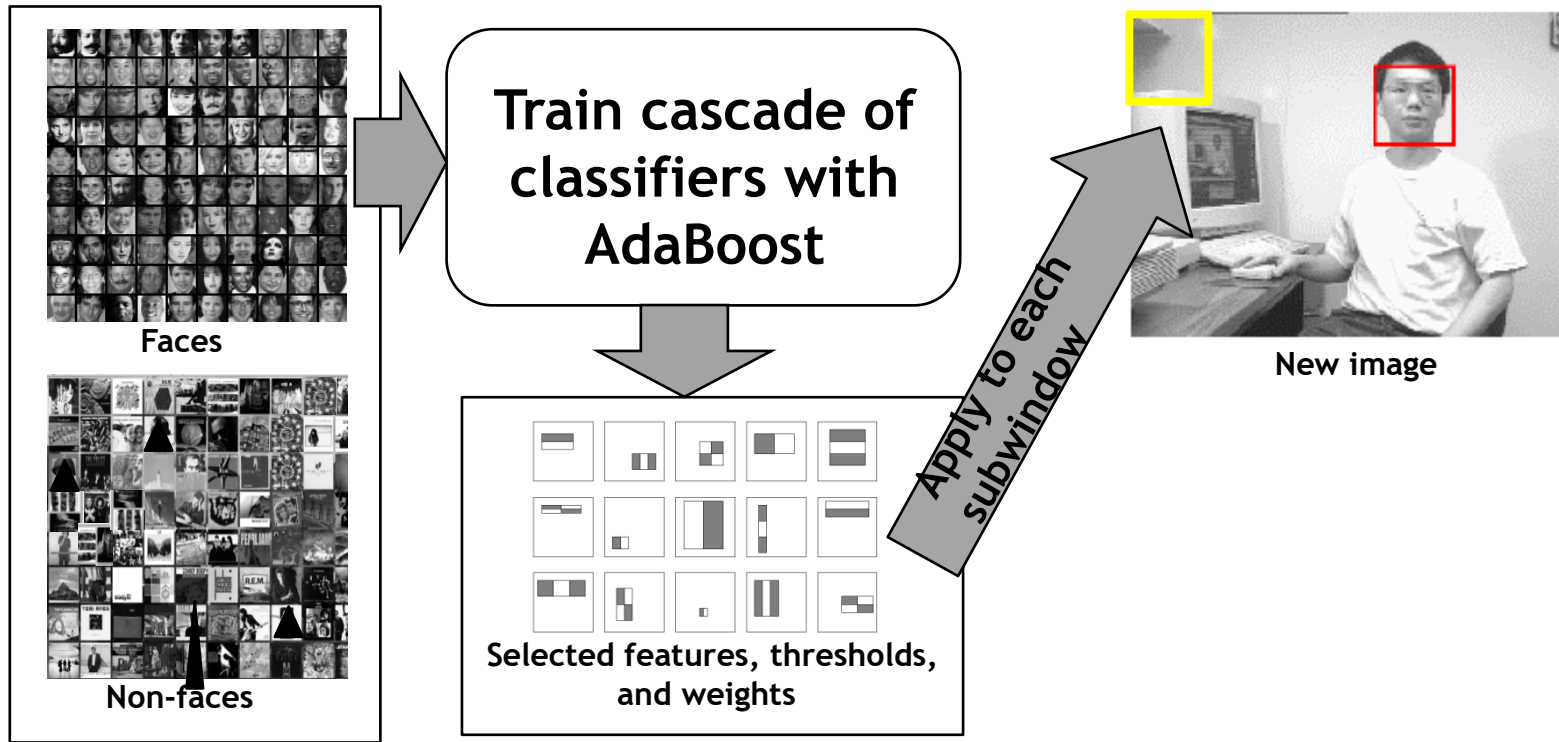 Faces
Non-faces
Train cascade of
classifiers with
AdaBoost
Selected features, thresholds,
and weights
Apply to each
subwindow
New image
R.E.M.